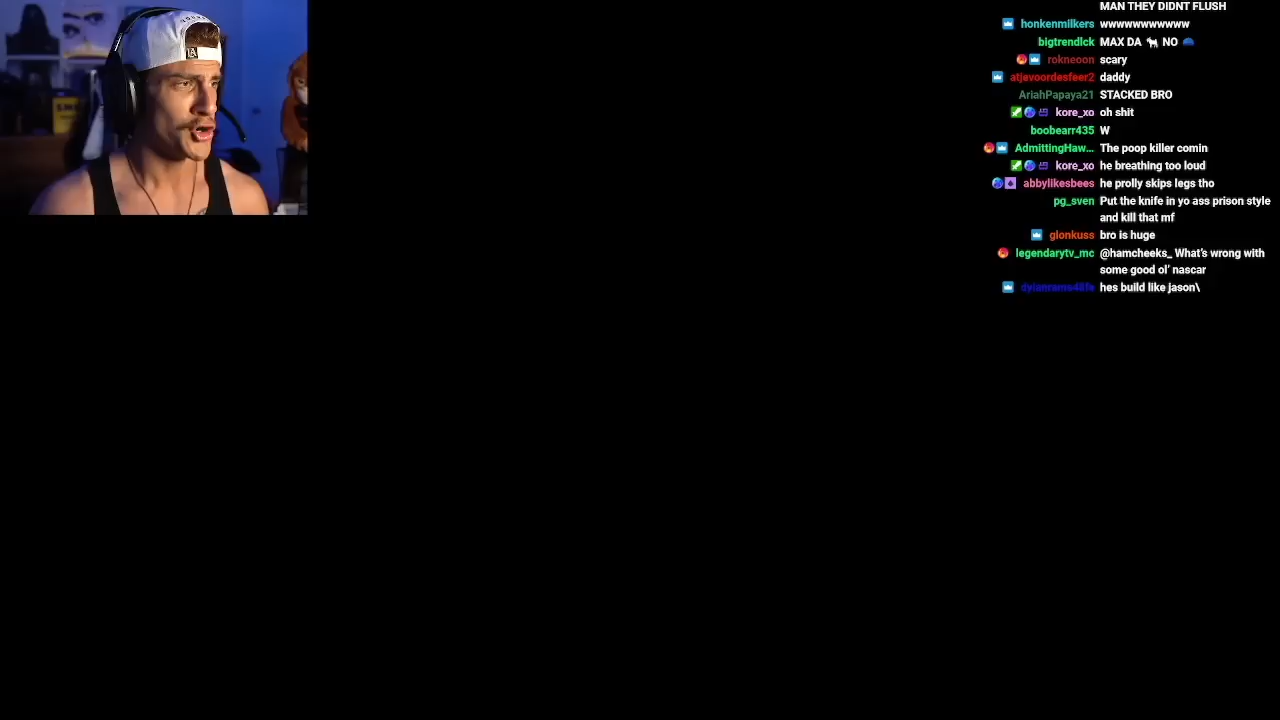 MAN THEY DIDNT FLUSH
honkenmilkers wwwwwwwwwww
bigtrendlck MAX DA 🐐 NO 🧢
rokneoon scary
atjevoordesfeer2 daddy
AriahPapaya21 STACKED BRO
kore_xo oh shit
boobearr435 W
AdmittingHaw... The poop killer comin
kore_xo he breathing too loud
abbylikesbees he prolly skips legs tho
pg_sven Put the knife in yo ass prison style
and kill that mf
glonkuss bro is huge
legendarytv_mc @hamcheeks_ What's wrong with
some good ol' nascar
dylanrams4life hes build like jason\